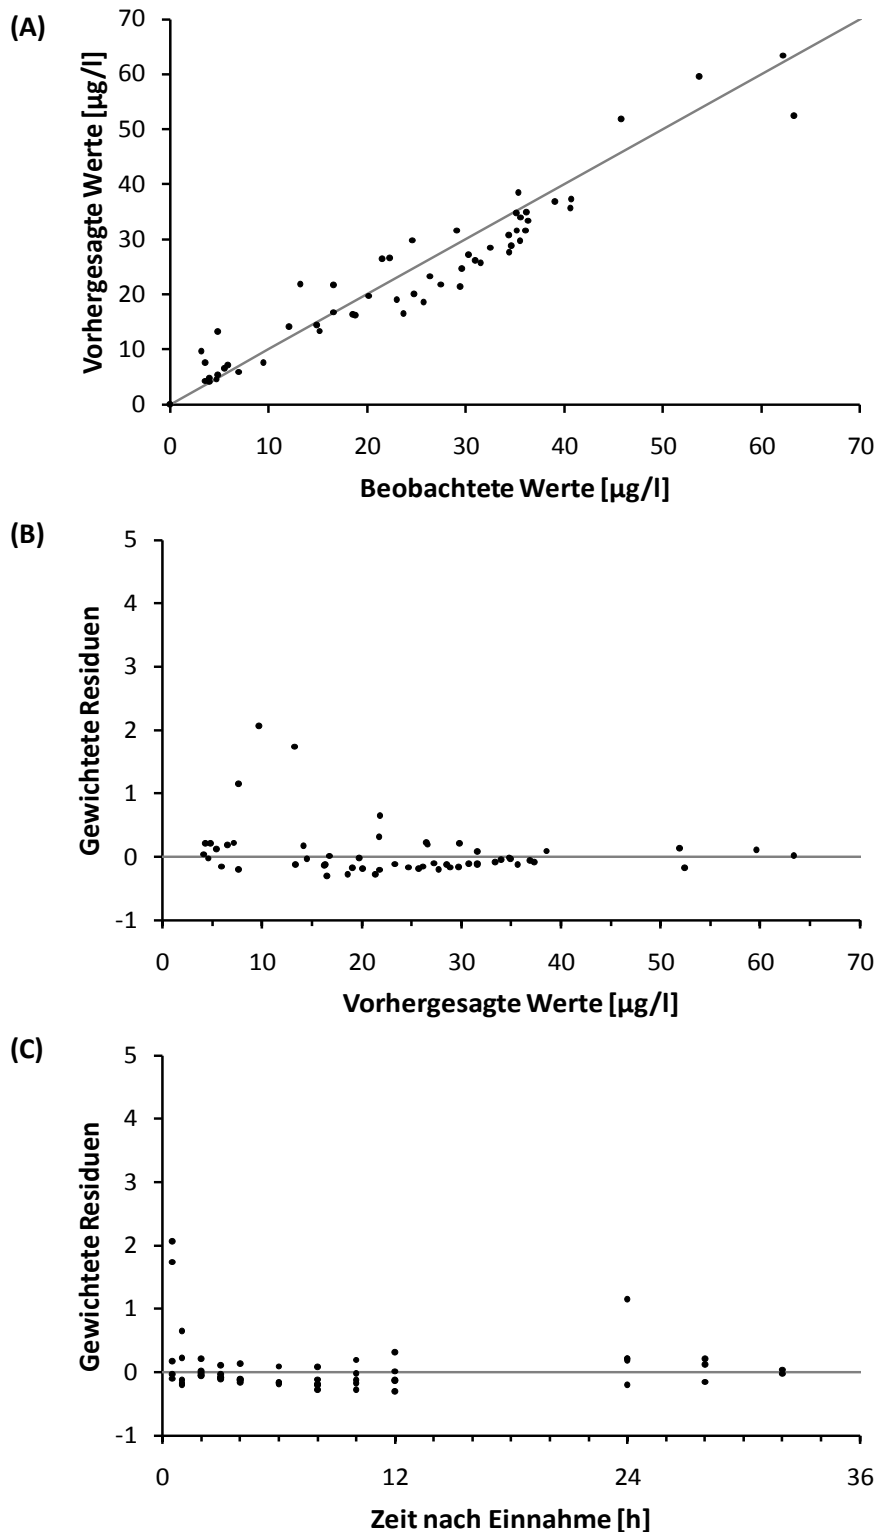 (A)
Vorhergesagte Werte [µg/l]
70
60
50
40
30
20
10
0
0 10 20 30 40 50 60 70
Beobachtete Werte [µg/l]
(B)
Gewichtete Residuen
5
4
3
2
1
0
-1
0 10 20 30 40 50 60 70
Vorhergesagte Werte [µg/l]
(C)
Gewichtete Residuen
5
4
3
2
1
0
-1
0 12 24 36
Zeit nach Einnahme [h]